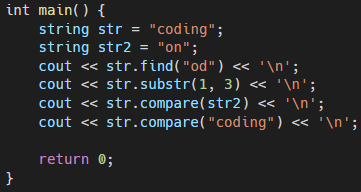 int main() {
    string str = "coding";
    string str2 = "on";
    cout << str.find("od") << '\n';
    cout << str.substr(1, 3) << '\n';
    cout << str.compare(str2) << '\n';
    cout << str.compare("coding") << '\n';

    return 0;
}